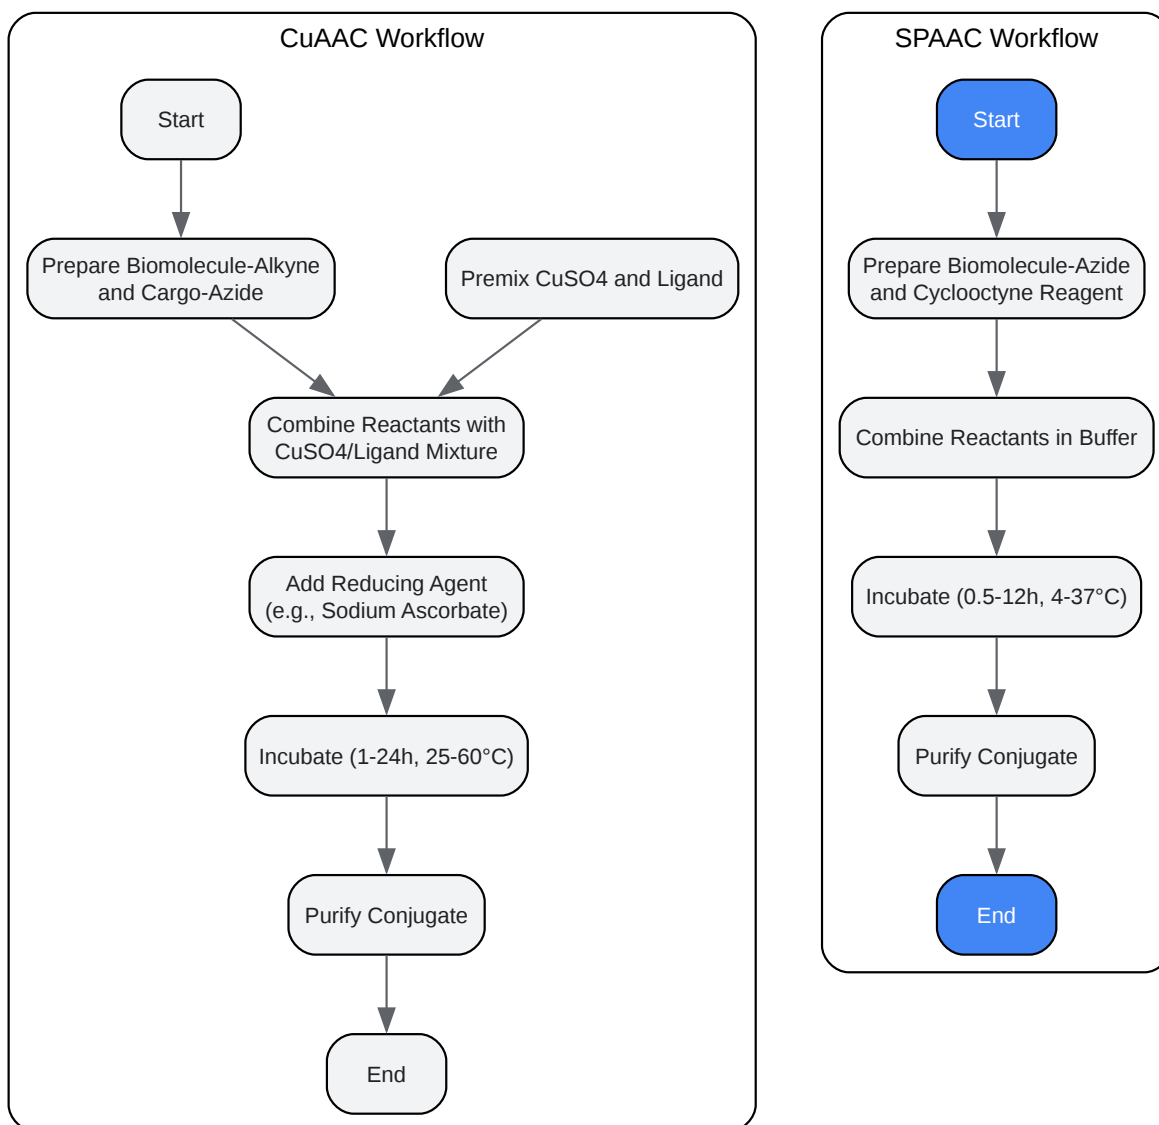 CuAAC Workflow
Start
Prepare Biomolecule-Alkyne
and Cargo-Azide
Premix CuSO4 and Ligand
Combine Reactants with
CuSO4/Ligand Mixture
Add Reducing Agent
(e.g., Sodium Ascorbate)
Incubate (1-24h, 25-60°C)
Purify Conjugate
End
SPAAC Workflow
Start
Prepare Biomolecule-Azide
and Cyclooctyne Reagent
Combine Reactants in Buffer
Incubate (0.5-12h, 4-37°C)
Purify Conjugate
End